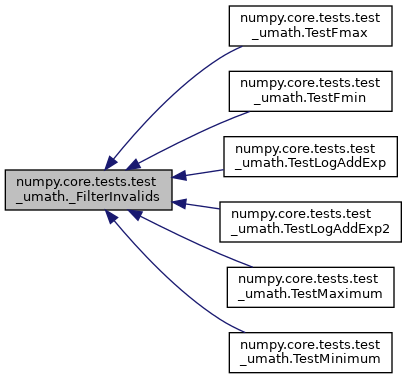 numpy.core.tests.test
_umath.TestFmax
numpy.core.tests.test
_umath.TestFmin
numpy.core.tests.test
_umath.TestLogAddExp
numpy.core.tests.test
_umath._FilterInvalids
numpy.core.tests.test
_umath.TestLogAddExp2
numpy.core.tests.test
_umath.TestMaximum
numpy.core.tests.test
_umath.TestMinimum